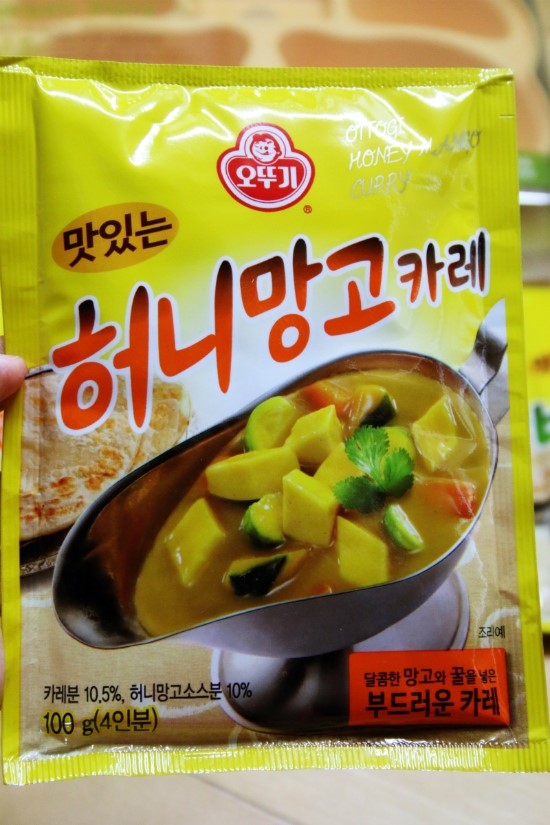 오뚜기
®
OTTOGI
HONEY MANGO
CURRY
맛있는
허니망고 카레
조리예
달콤한 망고와 꿀을 넣은
부드러운 카레
카레분 10.5%, 허니망고소스분 10%
100 g(4인분)